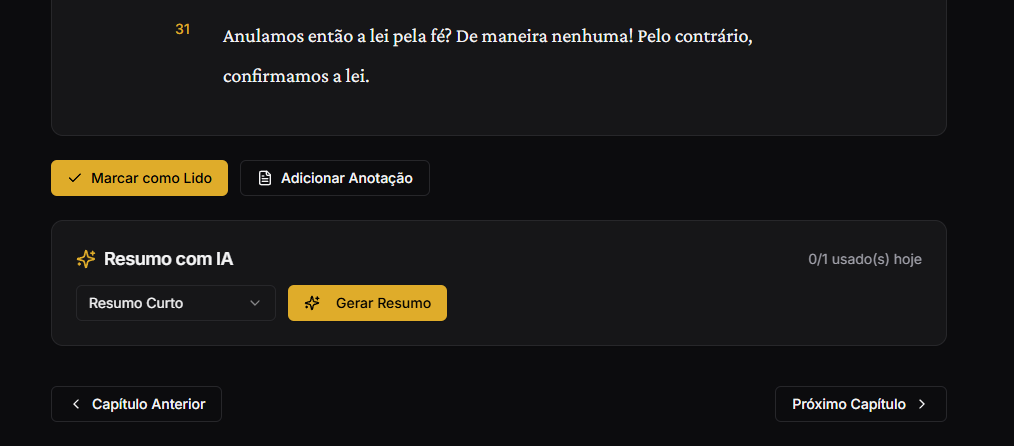 31
Anulamos então a lei pela fé? De maneira nenhuma! Pelo contrário,
confirmamos a lei.
Marcar como Lido
Adicionar Anotação
Resumo com IA
0/1 usado(s) hoje
Resumo Curto
Gerar Resumo
Capítulo Anterior
Próximo Capítulo